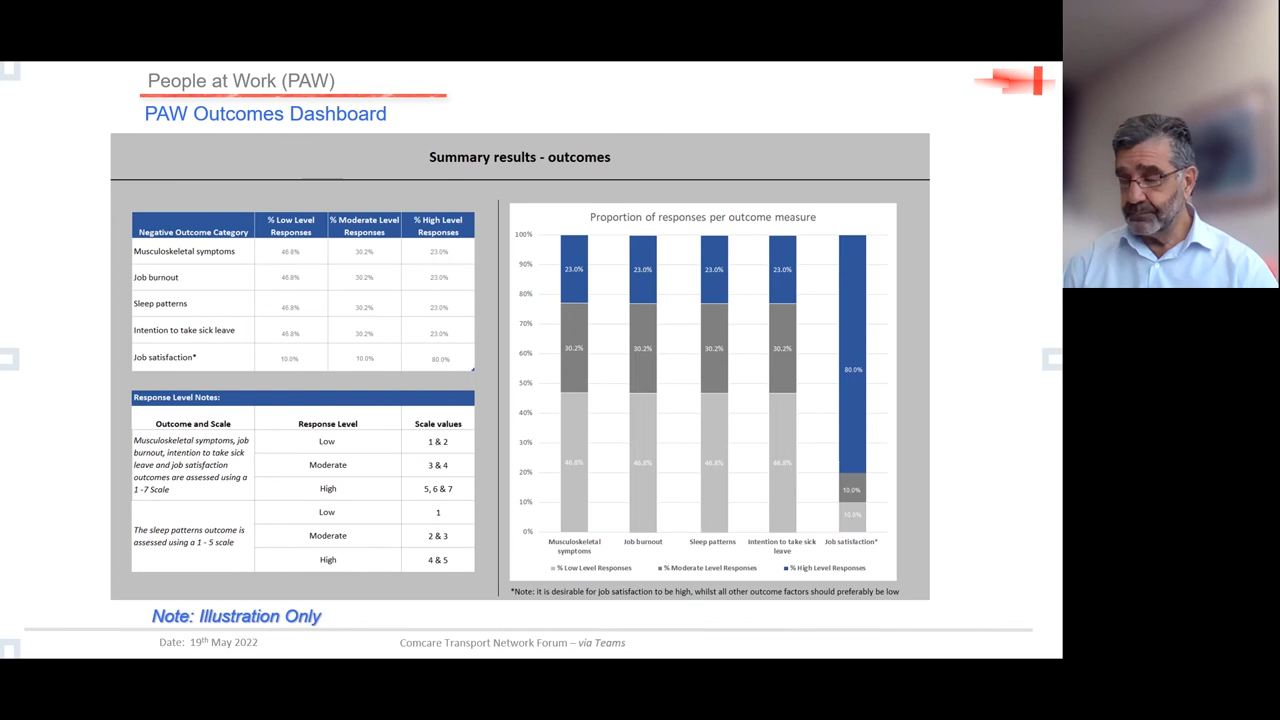 People at Work (PAW)
PAW Outcomes Dashboard
Summary results - outcomes
Negative Outcome Category
% Low Level Responses
% Moderate Level Responses
% High Level Responses
Musculoskeletal symptoms 46.8% 30.2% 23.0%
Job burnout 46.8% 30.2% 23.0%
Sleep patterns 46.8% 30.2% 23.0%
Intention to take sick leave 46.8% 30.2% 23.0%
Job satisfaction* 10.0% 10.0% 80.0%
Response Level Notes:
Outcome and Scale Response Level Scale values
Musculoskeletal symptoms, job
burnout, intention to take sick
leave and job satisfaction
outcomes are assessed using a
1 -7 Scale
Low 1 & 2
Moderate 3 & 4
High 5, 6 & 7
The sleep patterns outcome is
assessed using a 1 - 5 scale
Low 1
Moderate 2 & 3
High 4 & 5
Proportion of responses per outcome measure
100%
90%
80%
70%
60%
50%
40%
30%
20%
10%
0%
23.0% 23.0% 23.0% 23.0% 80.0%
30.2% 30.2% 30.2% 30.2% 10.0%
46.8% 46.8% 46.8% 46.8% 10.0%
Musculoskeletal symptoms
Job burnout
Sleep patterns
Intention to take sick leave
Job satisfaction*
% Low Level Responses % Moderate Level Responses % High Level Responses
*Note: it is desirable for job satisfaction to be high, whilst all other outcome factors should preferably be low
Note: Illustration Only
Date: 19th May 2022
Comcare Transport Network Forum – via Teams